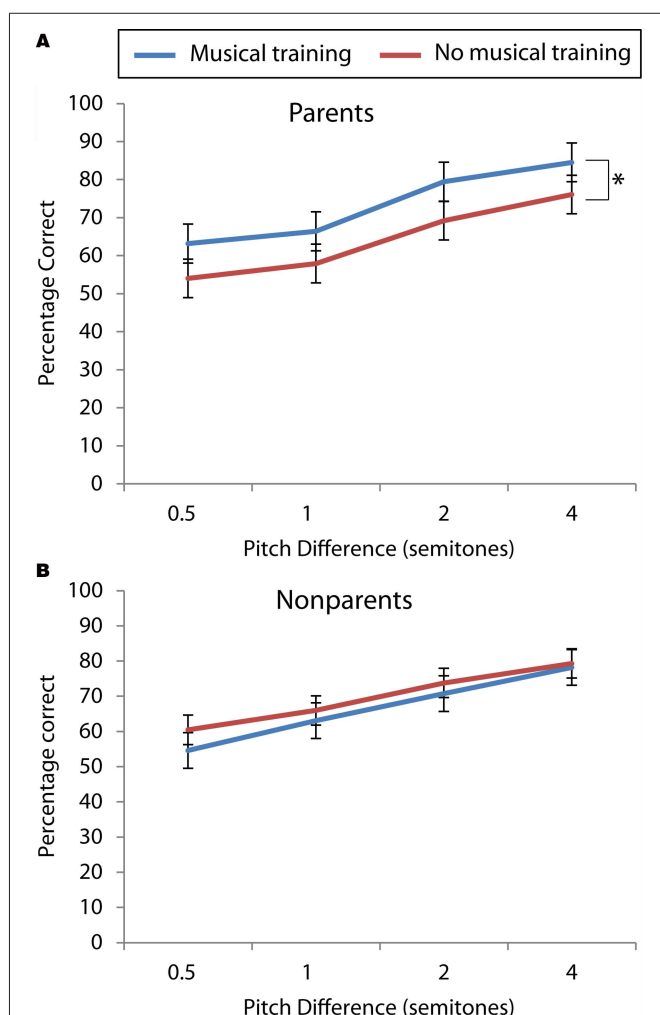 A
Musical training
No musical training
Parents
100
90
80
70
60
50
40
30
20
10
0
*
Percentage Correct
0.5 1 2 4
Pitch Difference (semitones)
B
Nonparents
100
90
80
70
60
50
40
30
20
10
0
Percentage correct
0.5 1 2 4
Pitch Difference (semitones)